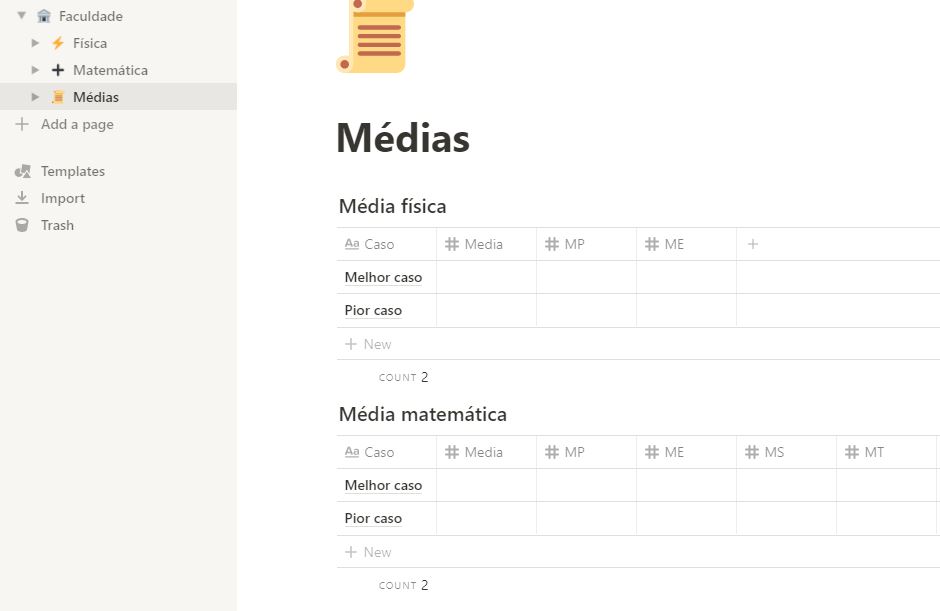 Faculdade
Física
Matemática
Médias
Add a page
Templates
Import
Trash
Médias
Média física
Aa Caso # Media # MP # ME +
Melhor caso
Pior caso
+ New
COUNT 2
Média matemática
Aa Caso # Media # MP # ME # MS # MT
Melhor caso
Pior caso
+ New
COUNT 2